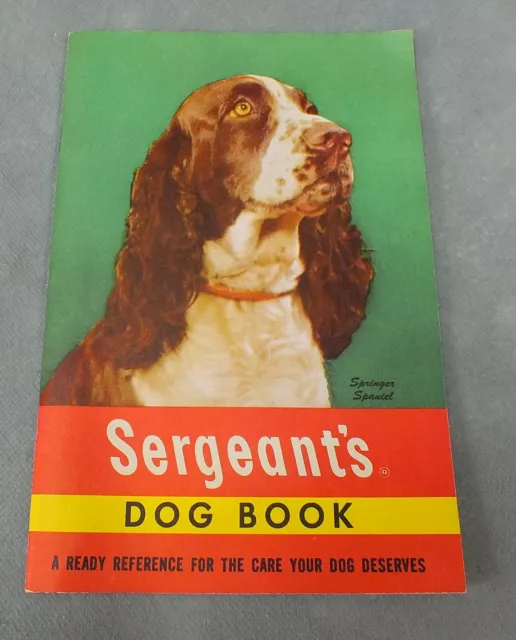 Springer
Spaniel
Sergeant's
DOG BOOK
A READY REFERENCE FOR THE CARE YOUR DOG DESERVES